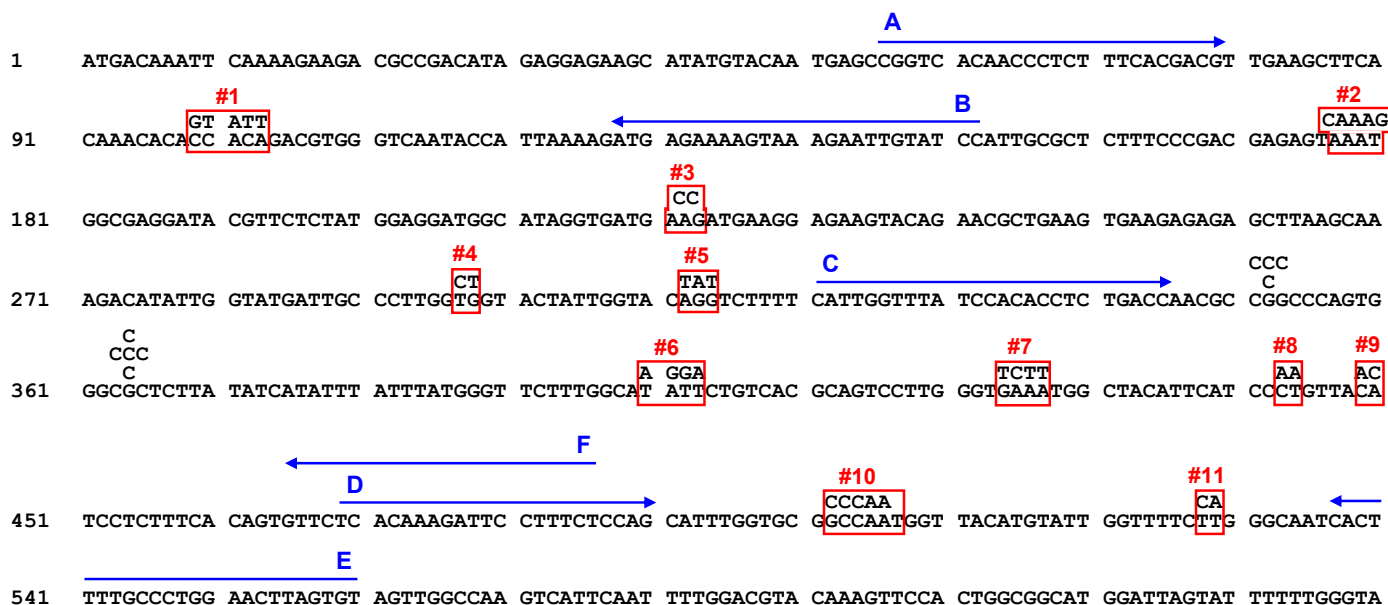 A
1 ATGACAAATT CAAAAGAAGA CGCCGACATA GAGGAGAAGC ATATGTACAA TGAGCCGGTC ACAACCCTCT TTCACGACGT TGAAGCTTCA
#1 B #2
GT ATT CAAAG
91 CAAACACACC ACAGACGTGG GTCAATACCA TTAAAAGATG AGAAAAGTAA AGAATTGTAT CCATTGCGCT CTTTCCCGAC GAGAGTAAAT
#3
CC
181 GGCGAGGATA CGTTCTCTAT GGAGGATGGC ATAGGTGATG AAGATGAAGG AGAAGTACAG AACGCTGAAG TGAAGAGAGA GCTTAAGCAA
#4 #5 C CCC
CT TAT C
271 AGACATATTG GTATGATTGC CCTTGGTGGT ACTATTGGTAC CAGGTCTTTT CATTGGTTTA TCCACACCTC TGACCAACGC CGGCCCAGTG
C
CCC #6 #7 #8 #9
C A GGA TCTT AA AC
361 GGCGCTCTTA TATCATATTT ATTTATGGGT TCTTTGGCAT ATTCTGTCAC GCAGTCCTTG GGTGAAATGG CTACATTCAT CCCTGTTACA
F
D #10 #11
CCCAA CA
451 TCCTCTTTCA CAGTGTTCTC ACAAAGATTC CTTTCTCCAG CATTTGGTGC GGCCAATGGT TACATGTATT GGTTTTCTTG GGCAATCACT
E
541 TTTGCCCTGG AACTTAGTGT AGTTGGCCAA GTCATTCAAT TTTGGACGTA CAAAGTTCCA CTGGCGGCAT GGATTAGTAT TTTTTGGGTA